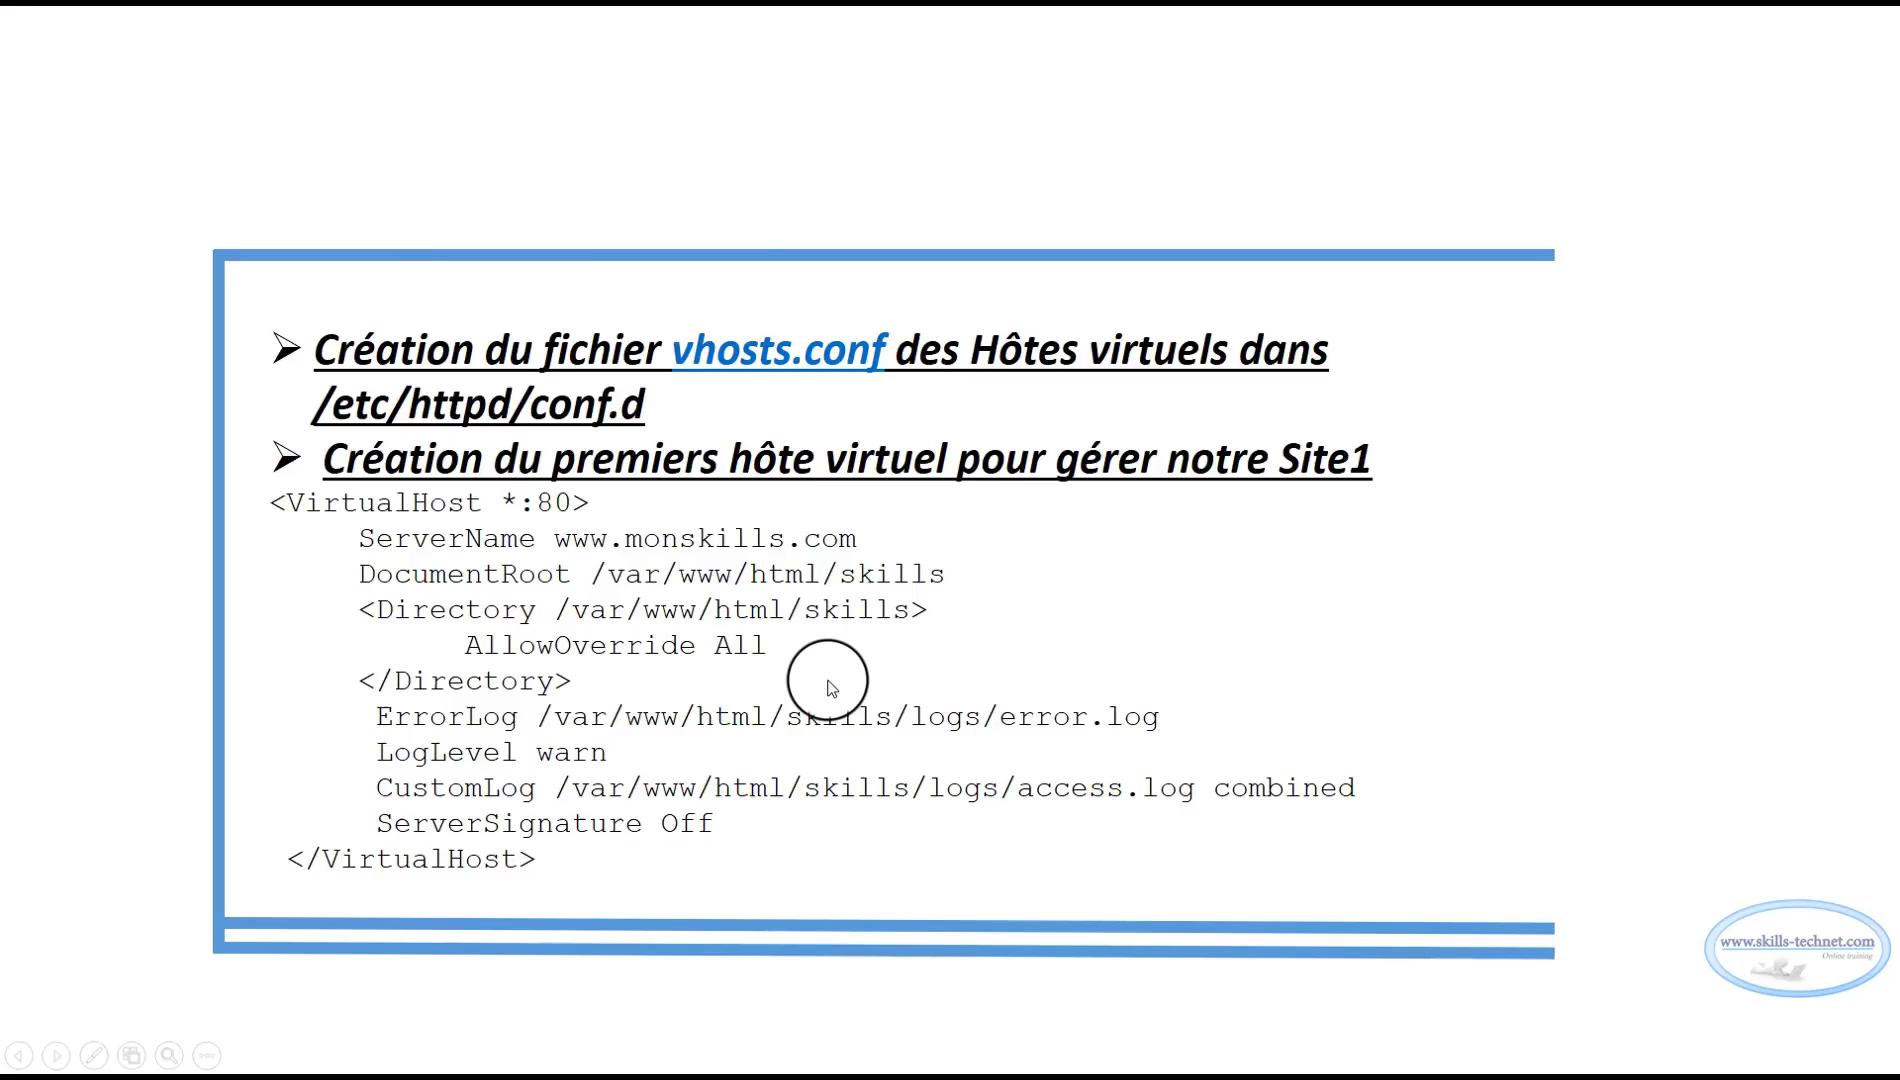 ➢ Création du fichier vhosts.conf des Hôtes virtuels dans
/etc/httpd/conf.d
➢ Création du premiers hôte virtuel pour gérer notre Site1
<VirtualHost *:80>
ServerName www.monskills.com
DocumentRoot /var/www/html/skills
<Directory /var/www/html/skills>
AllowOverride All
</Directory>
ErrorLog /var/www/html/skills/logs/error.log
LogLevel warn
CustomLog /var/www/html/skills/logs/access.log combined
ServerSignature Off
</VirtualHost>
www.skills-technet.com
Online training